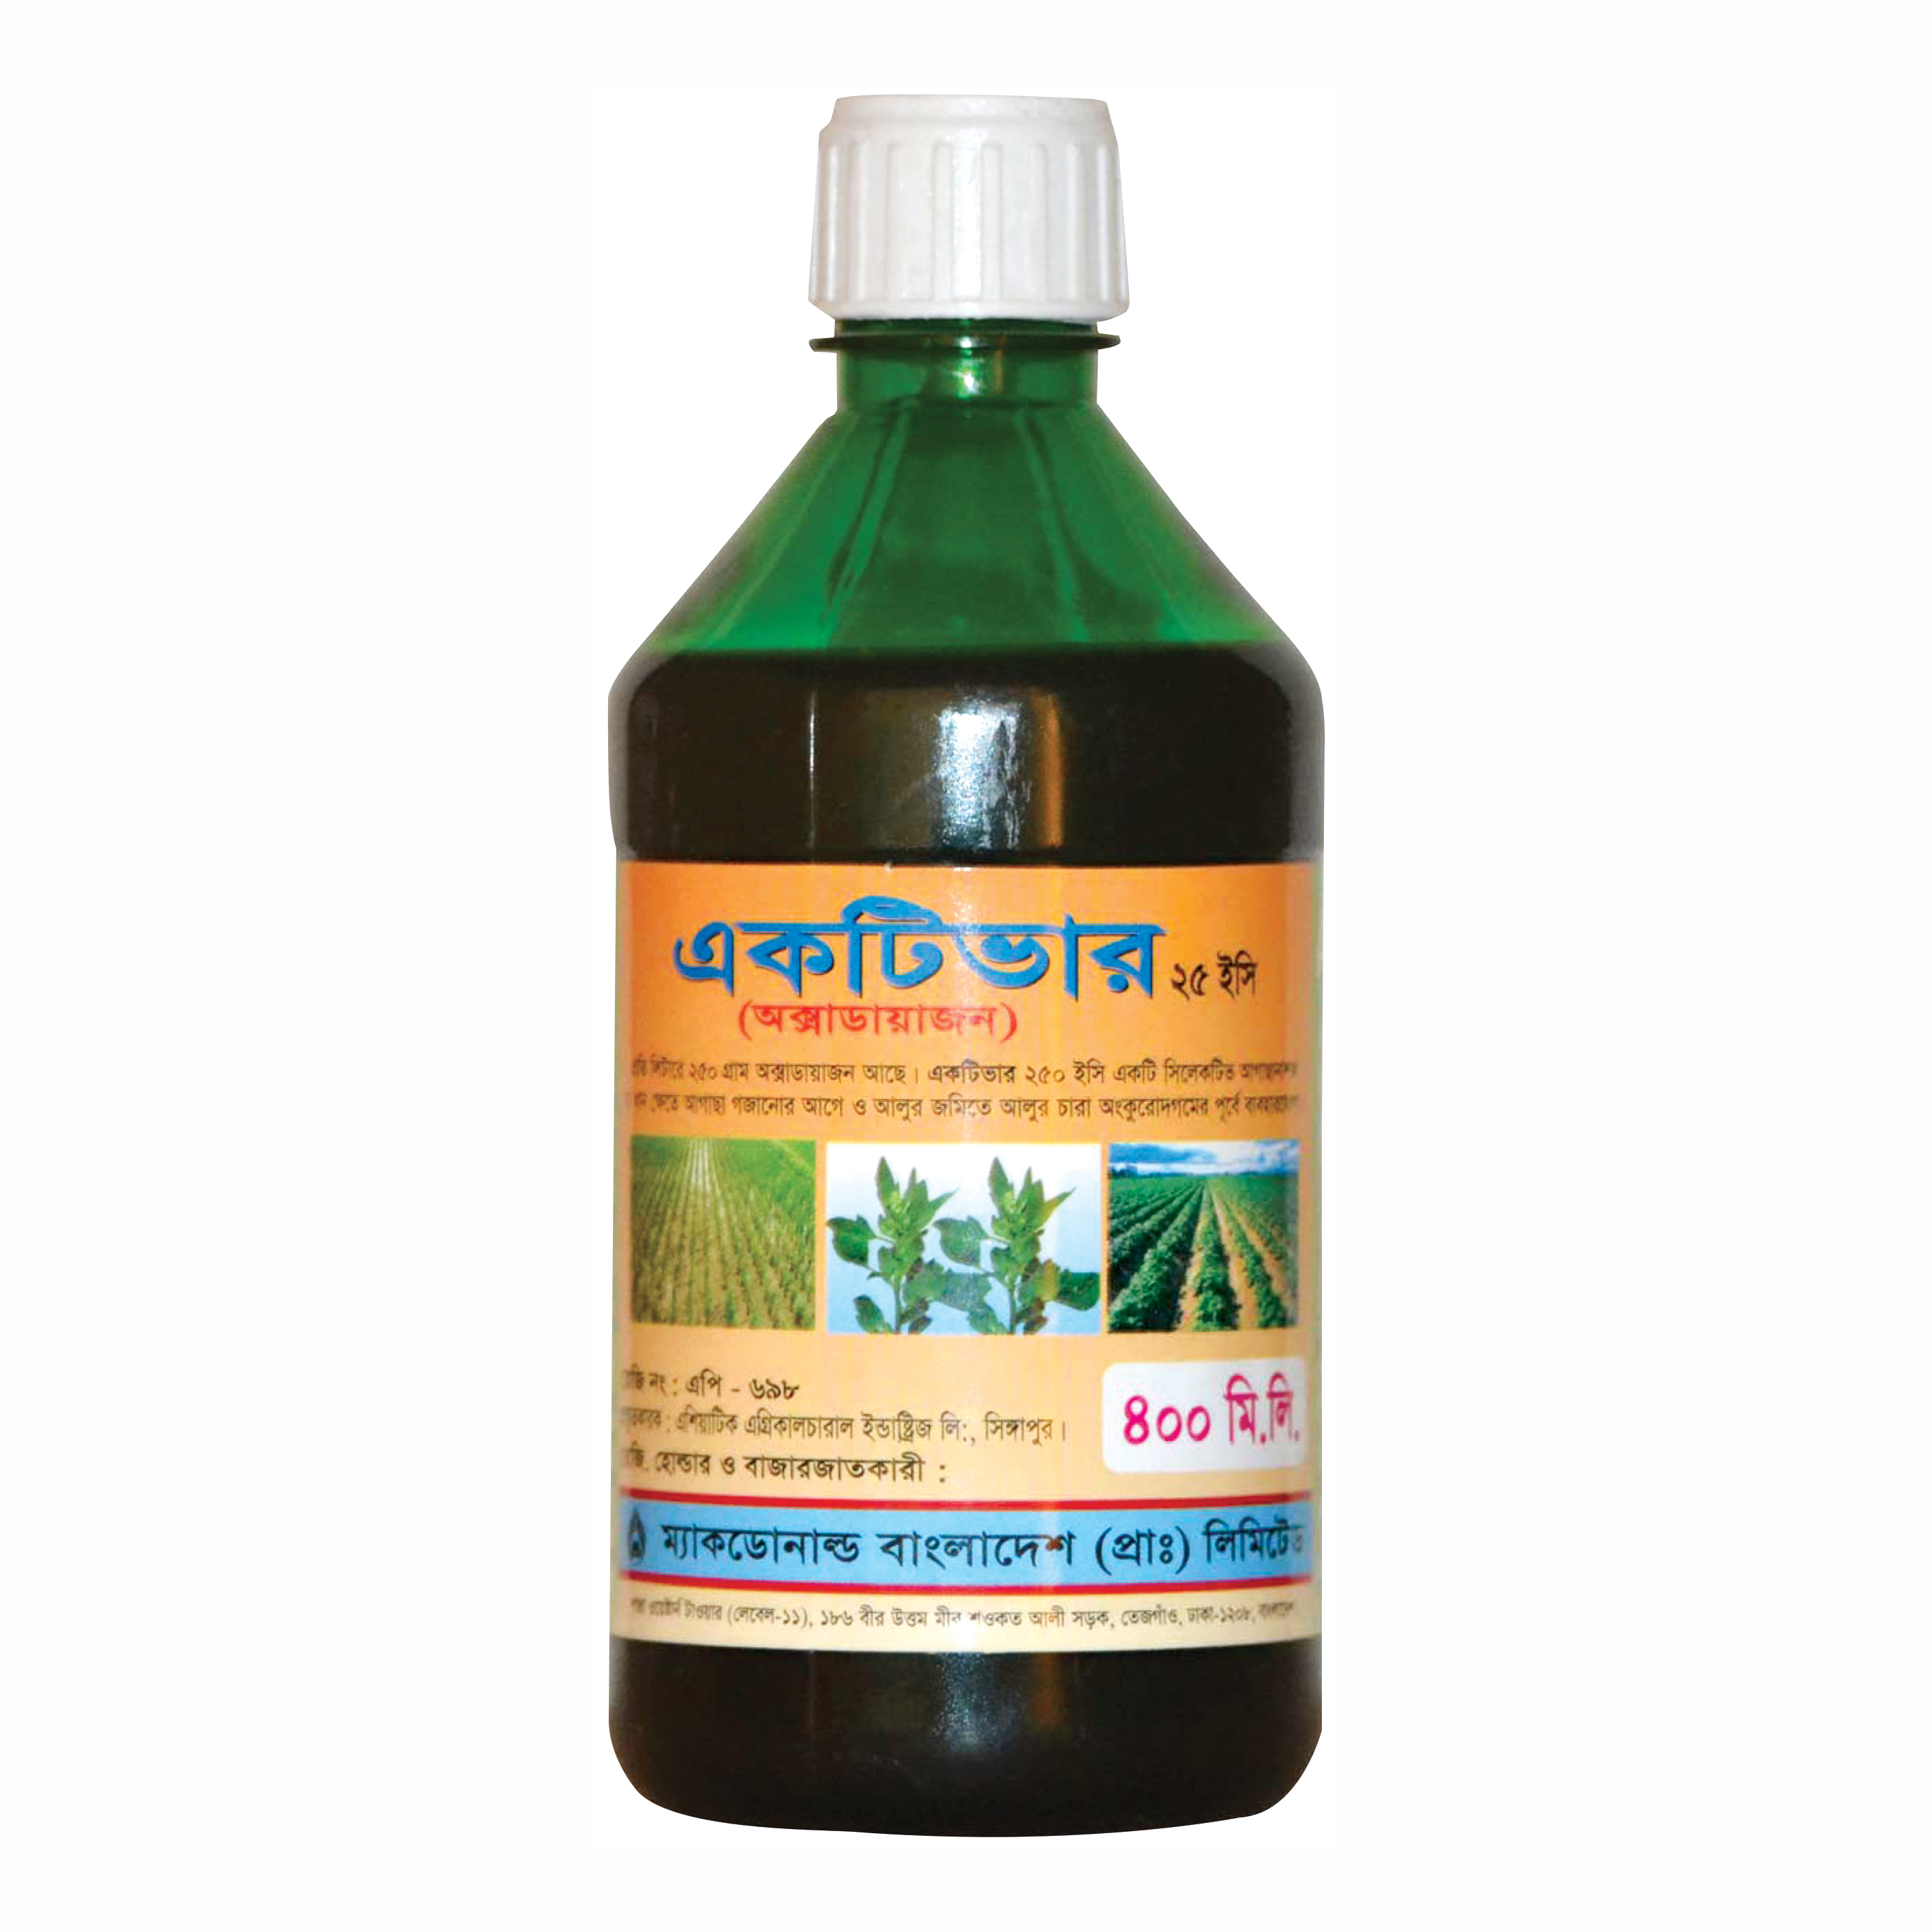 একটিভার ২৫ ইসি
(অক্সাডায়াজন)
প্রতি লিটারে ২৫০ গ্রাম অক্সাডায়াজন আছে। একটিভার ২৫০ ইসি একটি সিলেকটিভ
ক্ষেতে আগাছা গজানোর আগে ও আলুর জমিতে আলুর চারা অংকুরোদগমের পূর্বে
রেজি নং : এপি - ৬৯৮
৪০০ মি.লি.
: এশিয়াটিক এগ্রিকালচারাল ইন্ডাষ্ট্রিজ লি:, সিঙ্গাপুর।
রেজি. হোল্ডার ও বাজারজাতকারী :
ম্যাকডোনাল্ড বাংলাদেশ (প্রাঃ) লিমিটেড
ওয়েষ্টার্ন টাওয়ার (লেবেল-১১), ১৮৬ বীর উত্তম মীর শওকত আলী সড়ক, তেজগাঁও, ঢাকা-১২০৮, বাংলাদেশ